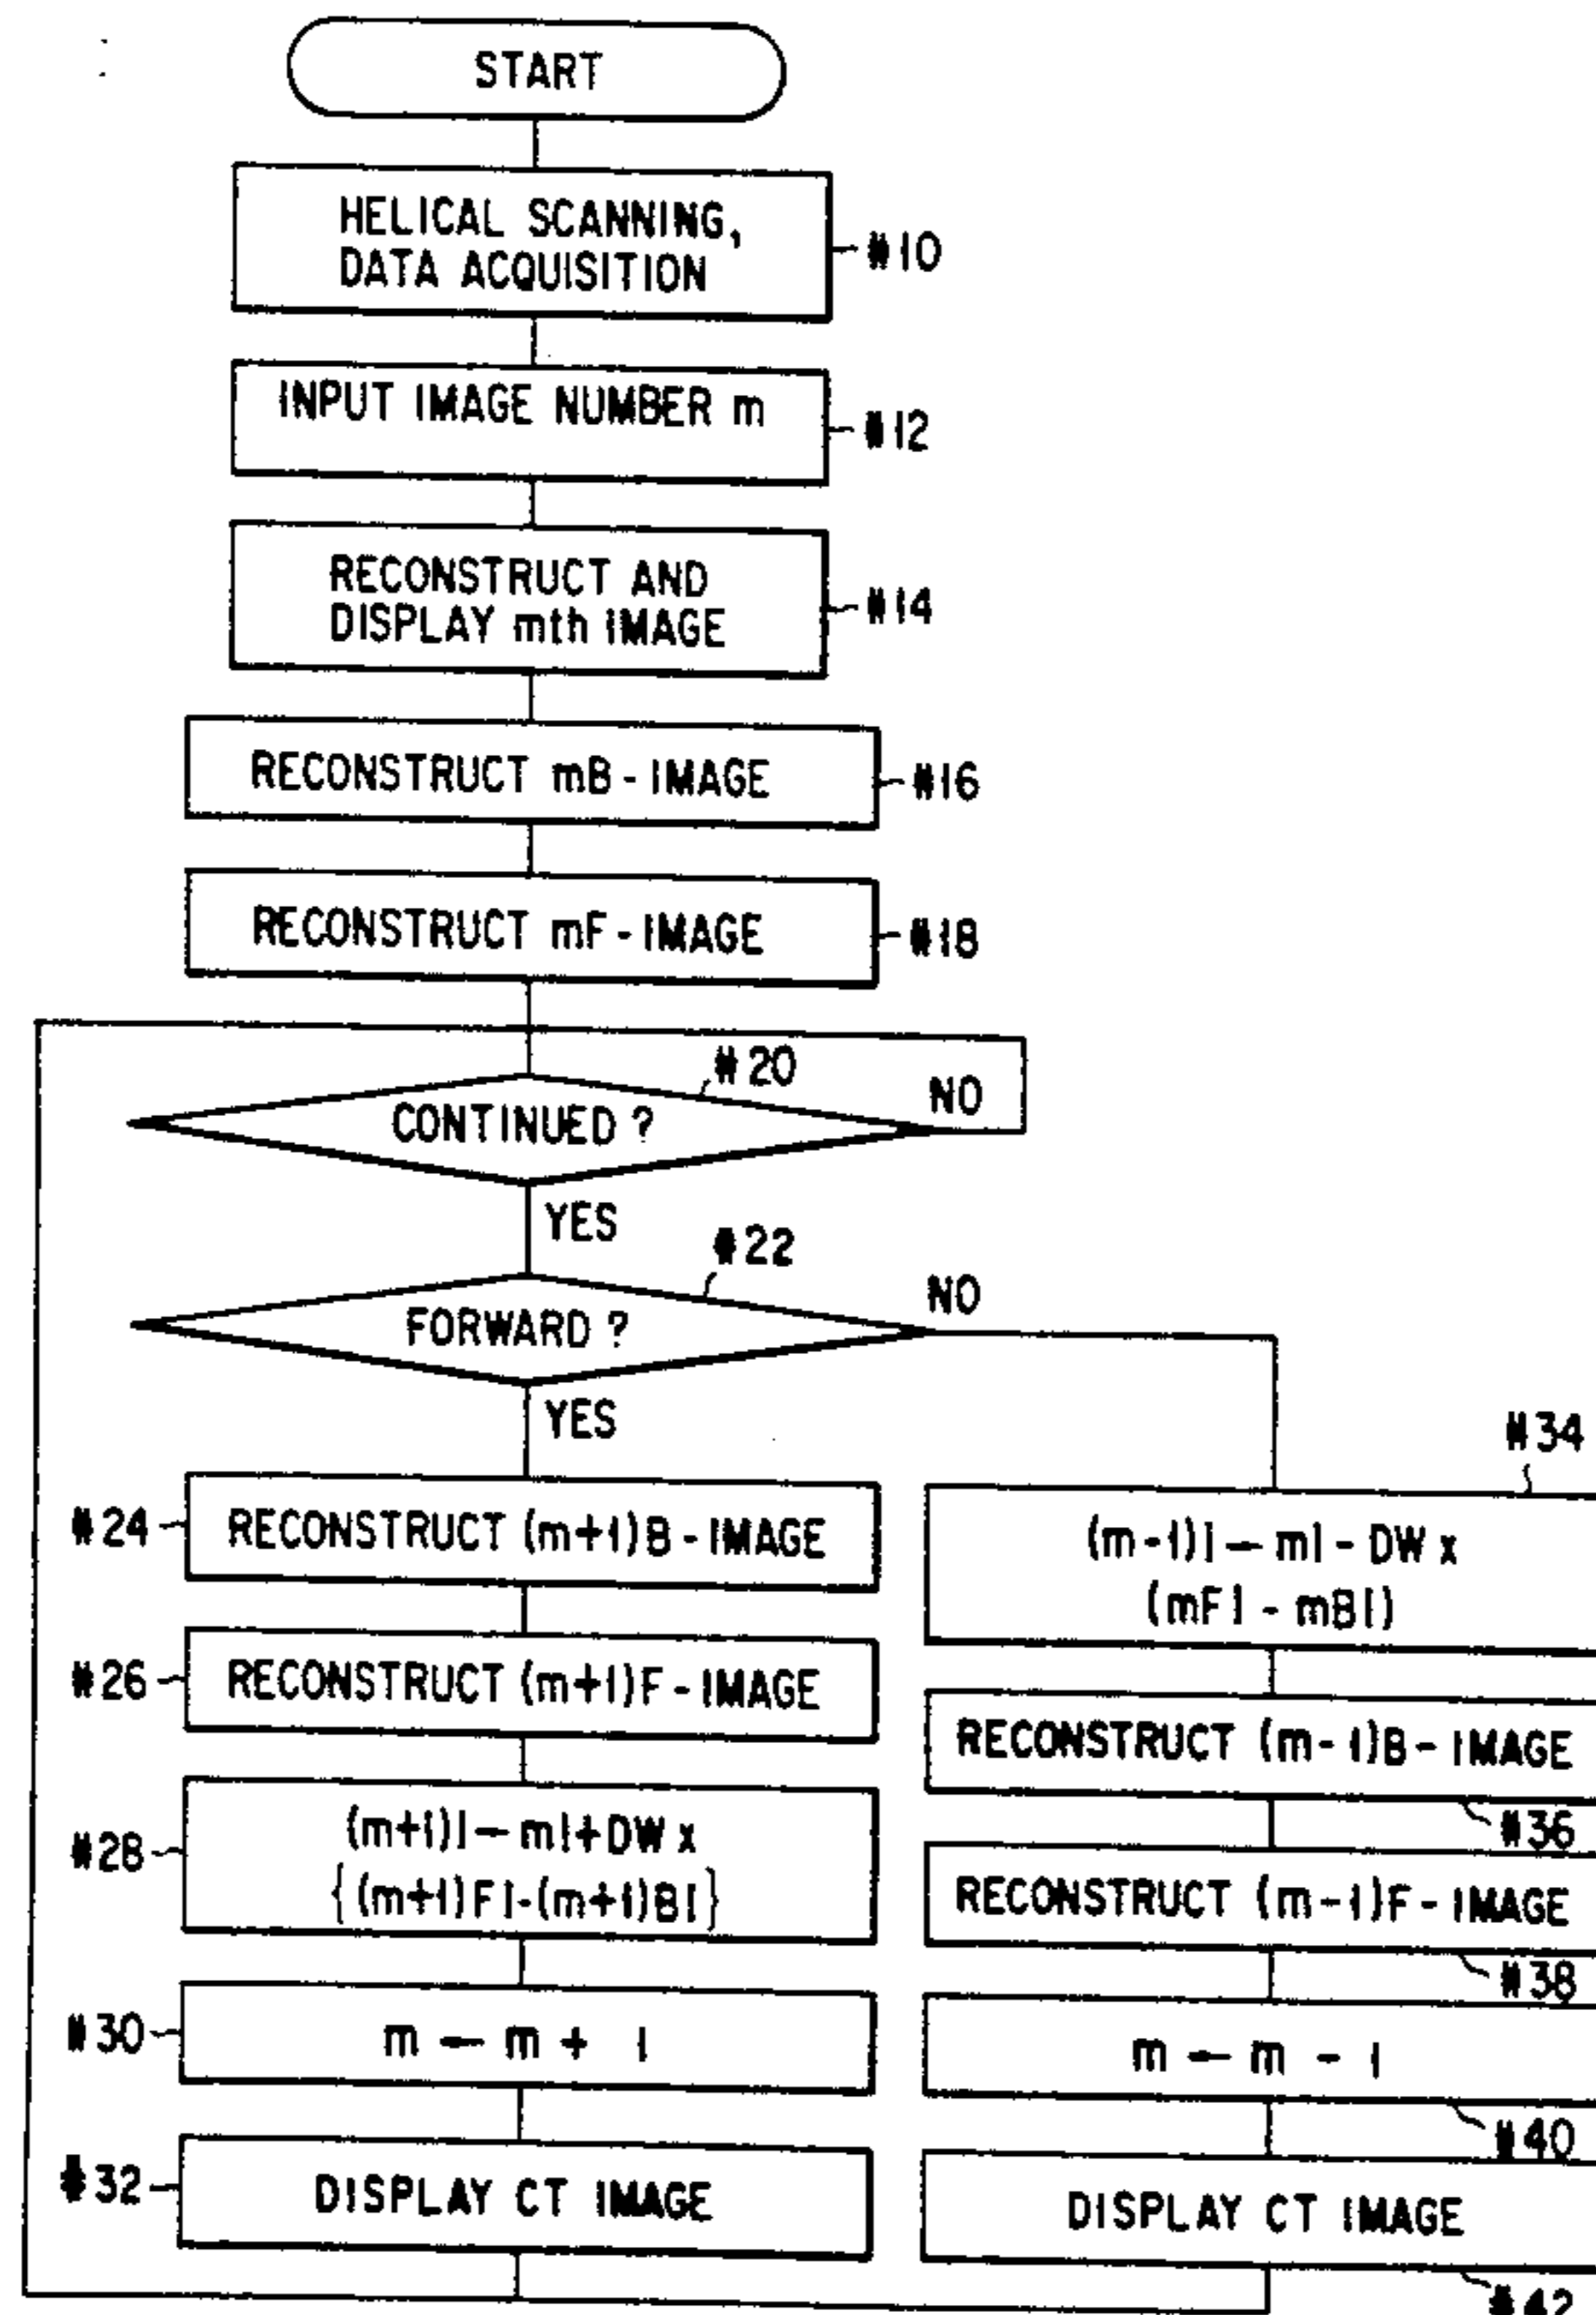 START
HELICAL SCANNING,
DATA ACQUISITION
#10
INPUT IMAGE NUMBER m
#12
RECONSTRUCT AND
DISPLAY mth IMAGE
#14
RECONSTRUCT mB-IMAGE
#16
RECONSTRUCT mF-IMAGE
#18
#20
CONTINUED ?
NO
YES
#22
FORWARD ?
NO
YES
#24
RECONSTRUCT (m+1)B-IMAGE
#26
RECONSTRUCT (m+1)F-IMAGE
#28
(m+1)I — mI+DW x
{(m+1)FI-(m+1)BI}
#30
m — m + 1
#32
DISPLAY CT IMAGE
#34
(m-1)I — mI - DW x
(mFI - mBI)
RECONSTRUCT (m-1)B-IMAGE
#36
RECONSTRUCT (m-1)F-IMAGE
#38
m — m - 1
#40
DISPLAY CT IMAGE
#42